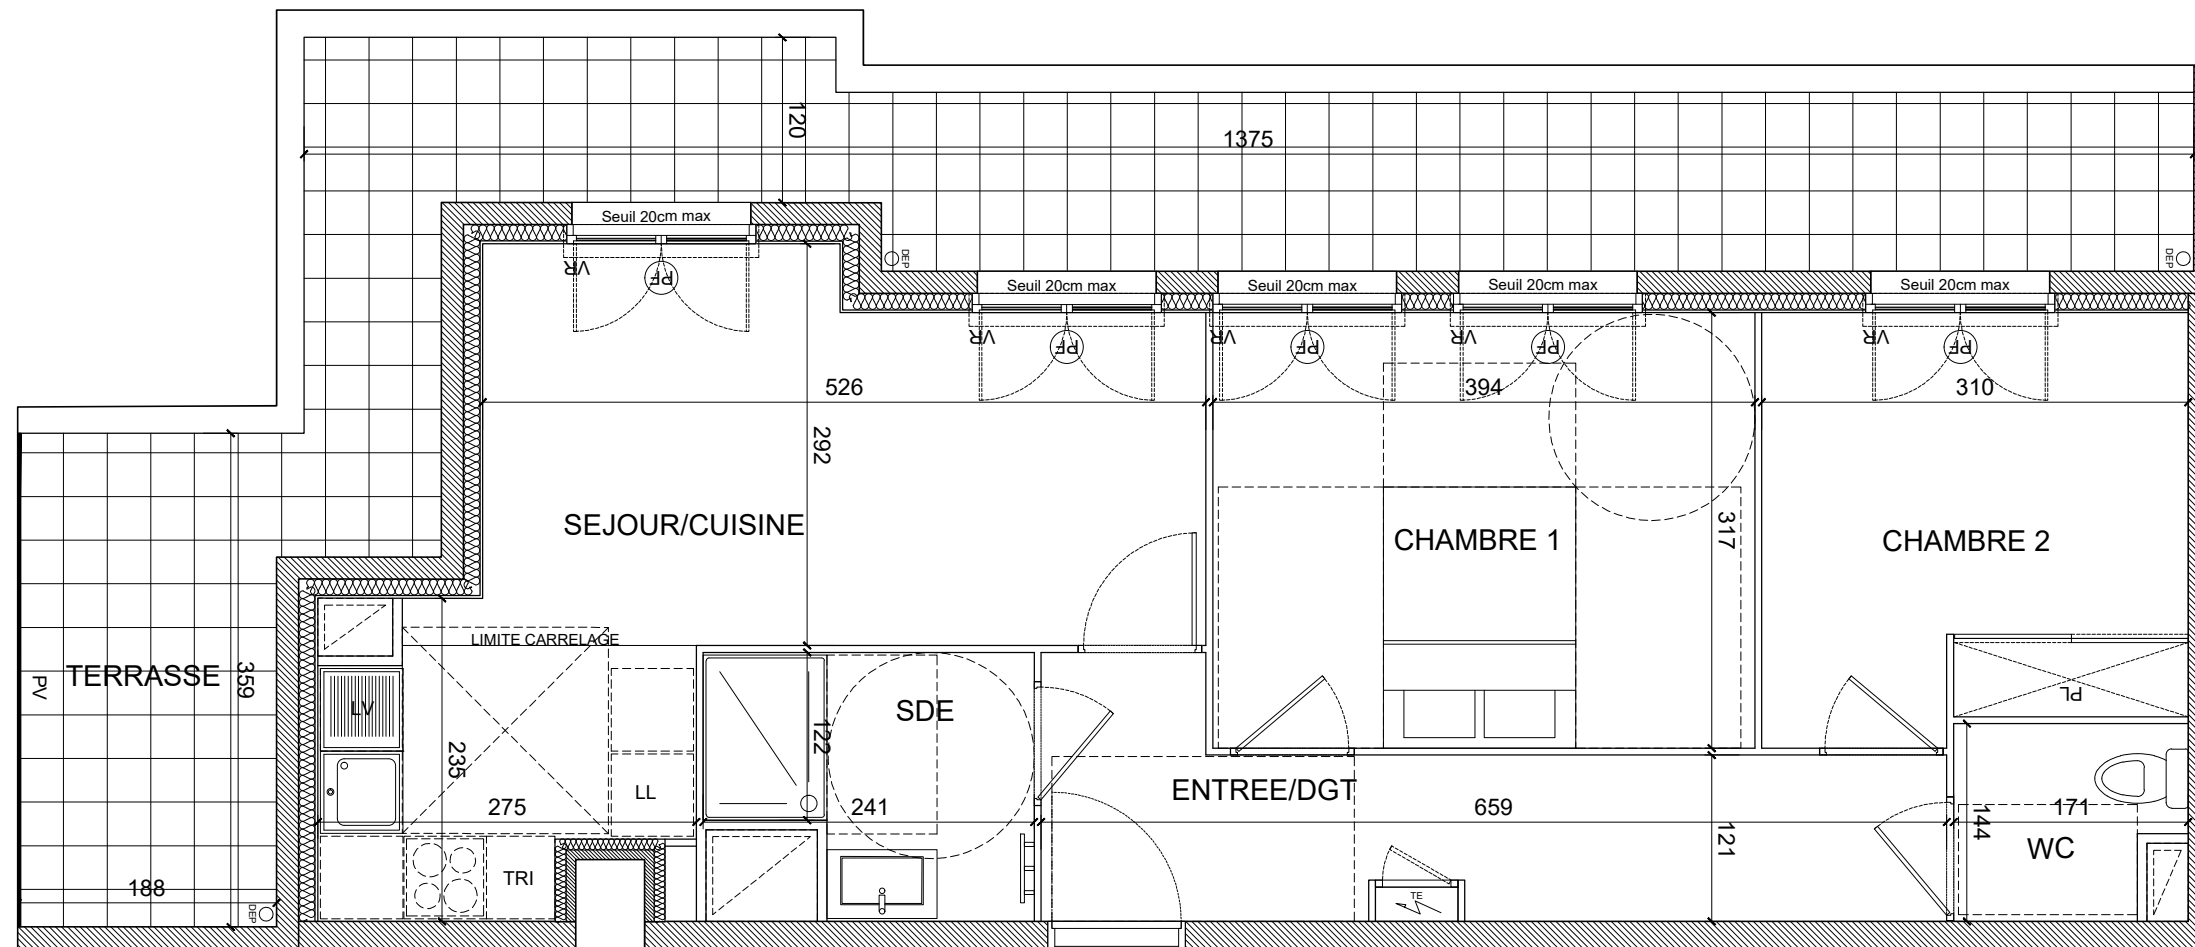 120
1375
Seuil 20cm max
DEP
DEP
VR
PF
Seuil 20cm max
Seuil 20cm max
Seuil 20cm max
Seuil 20cm max
VR
PF
VR
PF
VR
PF
VR
PF
526
394
310
292
317
SEJOUR/CUISINE
CHAMBRE 1
CHAMBRE 2
LIMITE CARRELAGE
TERRASSE
359
PV
LV
SDE
122
PL
235
LL
ENTREE/DGT
275
241
659
121
144
171
WC
TRI
188
DEP
TE